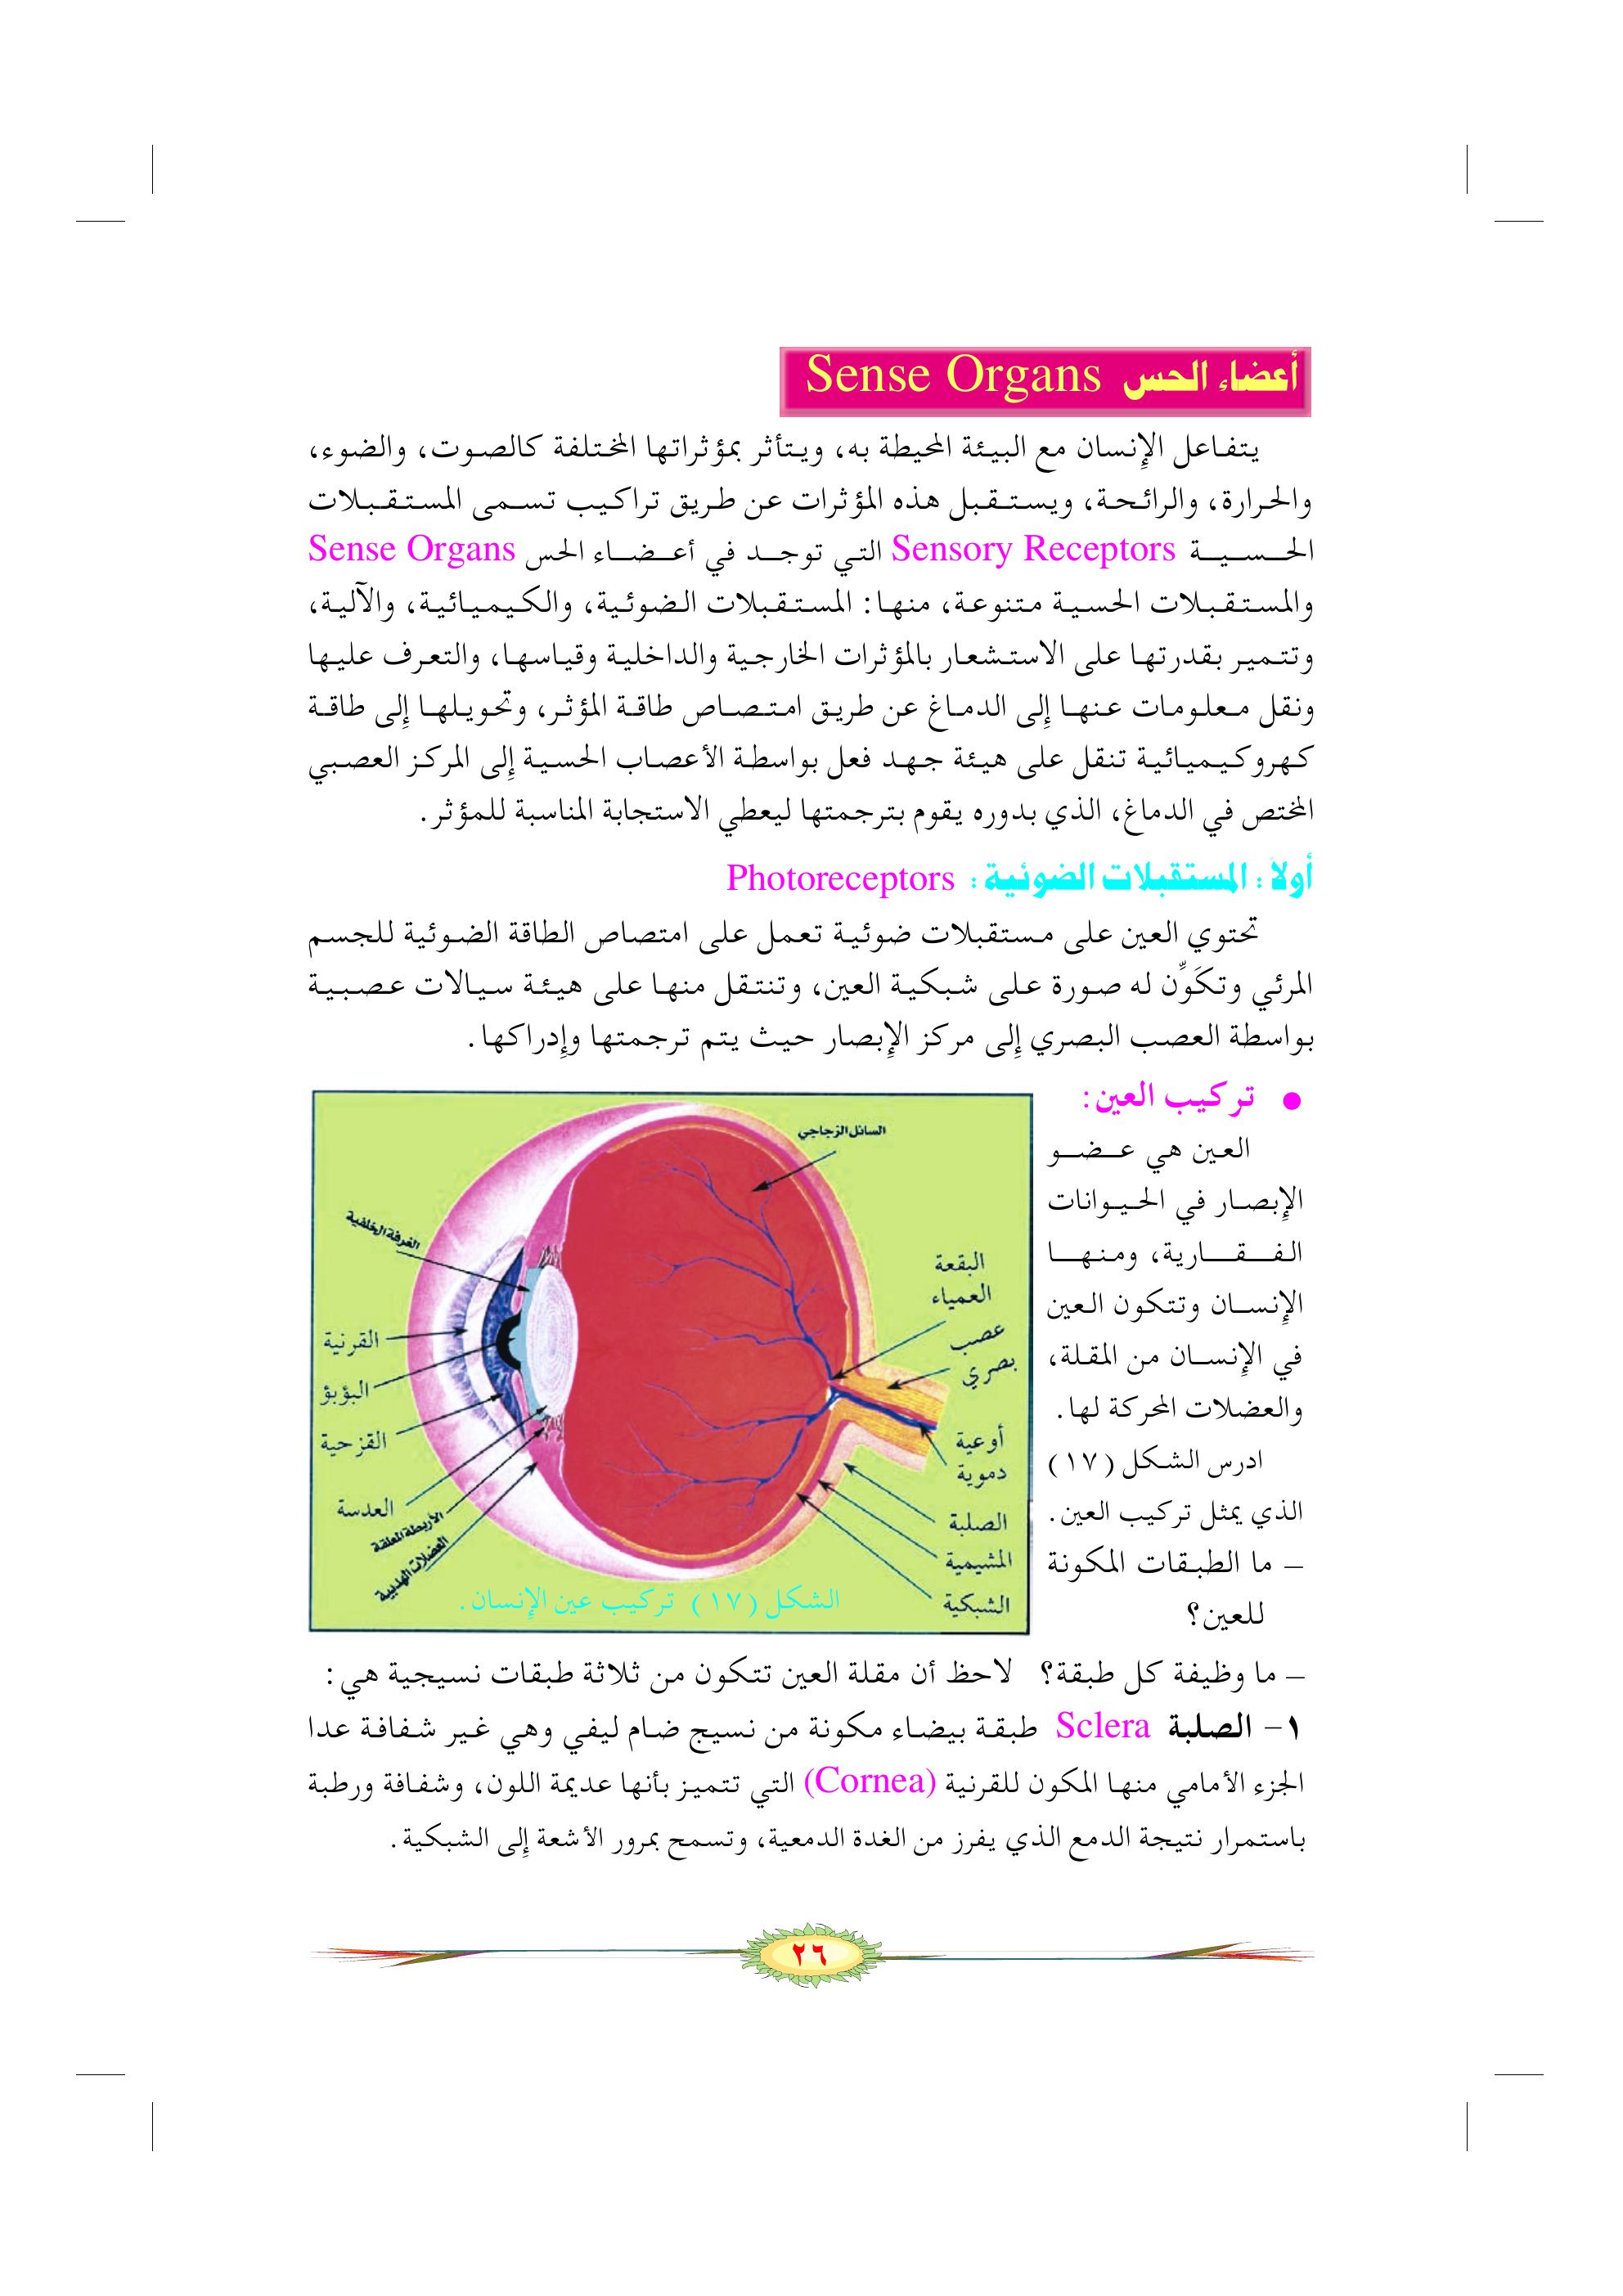 أعضاء الحس Sense Organs
يتفاعل الإنسان مع البيئة المحيطة به، ويتأثر بمؤثراتها المختلفة كالصوت، والضوء،
والحرارة، والرائحة، ويستقبل هذه المؤثرات عن طريق تراكيب تسمى المستقبلات
الحسية Sensory Receptors التي توجد في أعضاء الحس Sense Organs
والمستقبلات الحسية متنوعة، منها: المستقبلات الضوئية، والكيميائية، والآلية،
وتتمير بقدرتها على الاستشعار بالمؤثرات الخارجية والداخلية وقياسها، والتعرف عليها
ونقل معلومات عنها إلى الدماغ عن طريق امتصاص طاقة المؤثر، وتحويلها إلى طاقة
كهروكيميائية تنقل على هيئة جهد فعل بواسطة الأعصاب الحسية إلى المركز العصبي
المختص في الدماغ، الذي بدوره يقوم بترجمتها ليعطي الاستجابة المناسبة للمؤثر.
أولاً : المستقبلات الضوئية : Photoreceptors
تحتوي العين على مستقبلات ضوئية تعمل على امتصاص الطاقة الضوئية للجسم
المرئي وتكَوِّن له صورة على شبكية العين، وتنتقل منها على هيئة سيالات عصبية
بواسطة العصب البصري إلى مركز الإبصار حيث يتم ترجمتها وإدراكها.
● تركيب العين:
العين هي عضو
الإبصار في الحيوانات
الفقارية، ومنها
الإنسان وتتكون العين
في الإنسان من المقلة،
والعضلات المحركة لها.
ادرس الشكل (١٧)
الذي يمثل تركيب العين.
– ما الطبقات المكونة
للعين؟
السائل الزجاجي
الغرفة الخلفية
البقعة
العمياء
عصب
بصري
القرنية
البؤبؤ
القزحية
أوعية
دموية
العدسة
الأربطة المعلقة
العضلات الهدبية
الصلبة
المشيمية
الشبكية
الشكل (١٧) تركيب عين الإنسان.
– ما وظيفة كل طبقة؟ لاحظ أن مقلة العين تتكون من ثلاثة طبقات نسيجية هي:
١– الصلبة Sclera طبقة بيضاء مكونة من نسيج ضام ليفي وهي غير شفافة عدا
الجزء الأمامي منها المكون للقرنية (Cornea) التي تتميز بأنها عديمة اللون، وشفافة ورطبة
باستمرار نتيجة الدمع الذي يفرز من الغدة الدمعية، وتسمح بمرور الأشعة إلى الشبكية.
٢٦